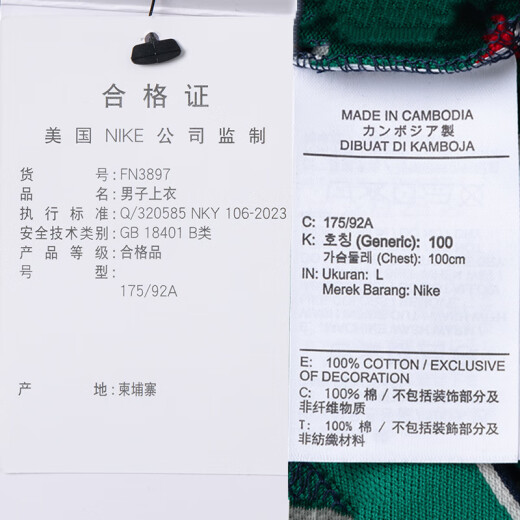 合格证
美国 NIKE 公司监制
货 号:FN3897
品 名:男子上衣
执行标准:Q/320585 NKY 106-2023
安全技术类别:GB 18401 B类
产品等级:合格品
号 型:
175/92A
产 地:柬埔寨
MADE IN CAMBODIA
カンボジア製
DIBUAT DI KAMBOJA
C: 175/92A
K: 호칭 (Generic): 100
가슴둘레 (Chest): 100cm
IN: Ukuran: L
Merek Barang: Nike
E: 100% COTTON / EXCLUSIVE
OF DECORATION
C: 100% 棉 / 不包括装饰部分及
非纤维物质
T: 100% 棉 / 不包括裝飾部分及
非紡織材料